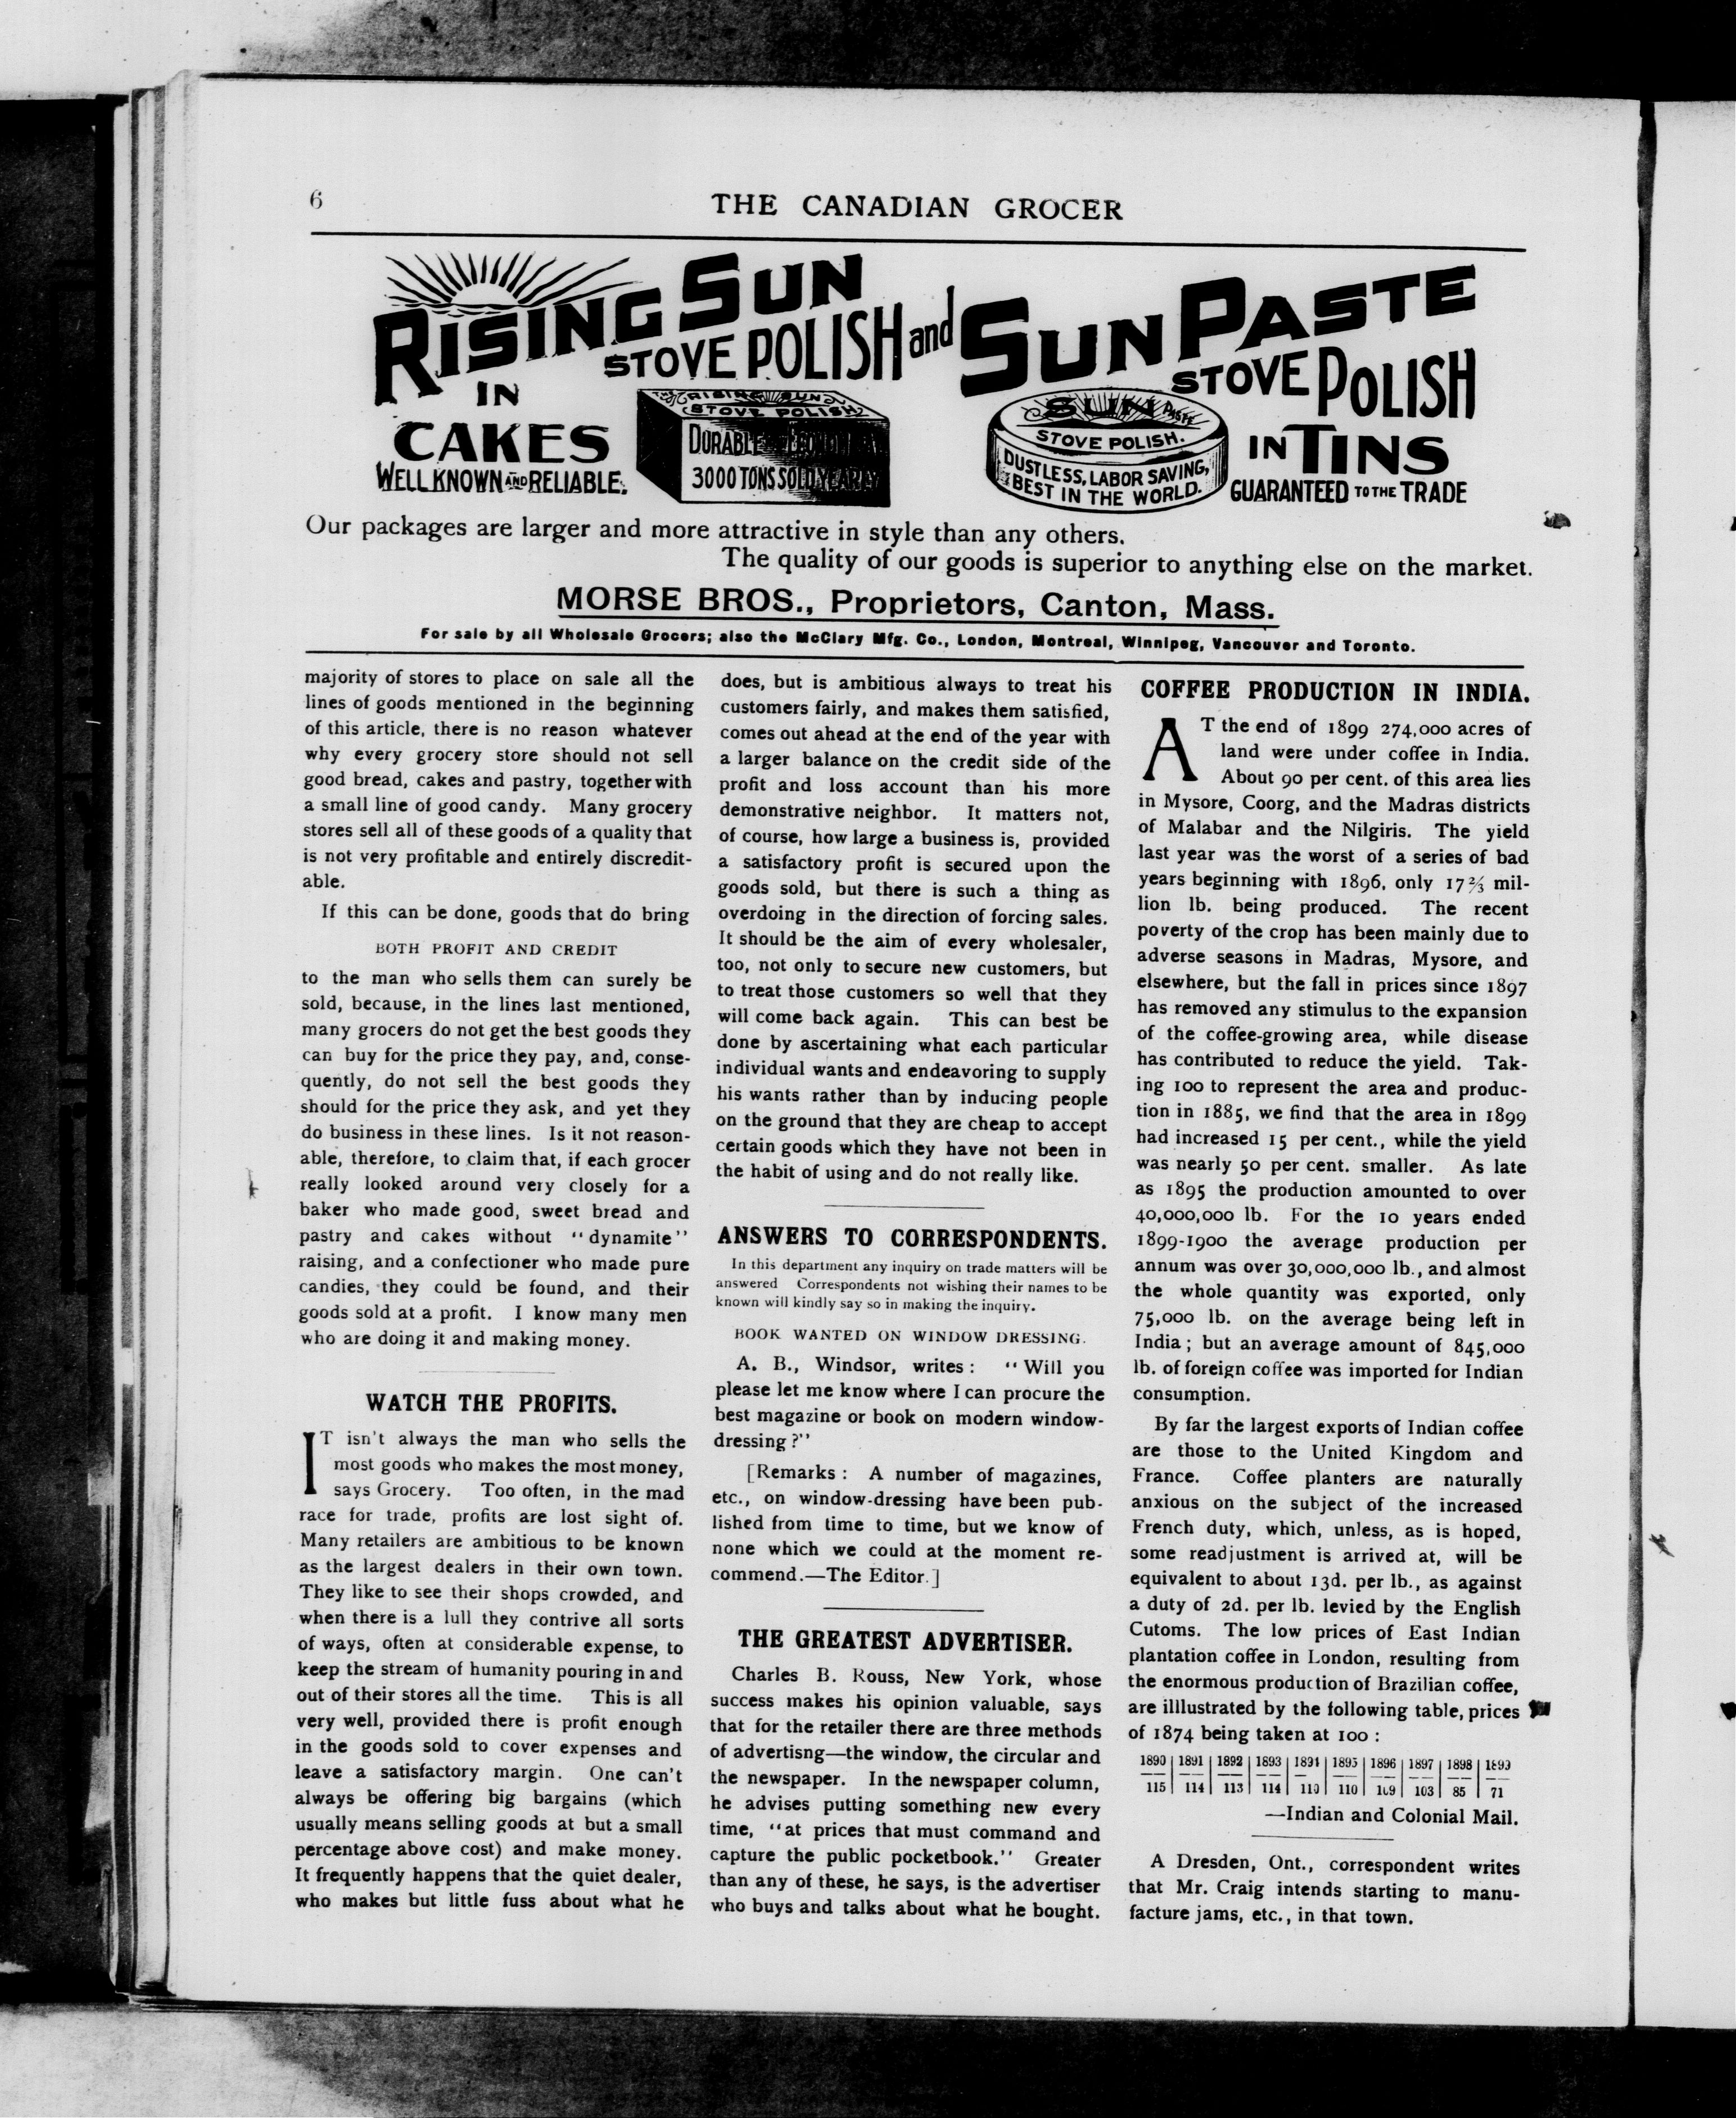 6
THE CANADIAN GROCER
RISING SUN
STOVE POLISH and
SUN PASTE
STOVE POLISH
IN
CAKES
WELL KNOWN AND RELIABLE.
THE RISING SUN
STOVE POLISH
DURABLE
3000 TONS SOLD YEARLY
SUN PASTE
STOVE POLISH.
DUSTLESS, LABOR SAVING,
BEST IN THE WORLD.
IN TINS
GUARANTEED TO THE TRADE
Our packages are larger and more attractive in style than any others.
The quality of our goods is superior to anything else on the market.
MORSE BROS., Proprietors, Canton, Mass.
For sale by all Wholesale Grocers; also the McClary Mfg. Co., London, Montreal, Winnipeg, Vancouver and Toronto.
majority of stores to place on sale all the
lines of goods mentioned in the beginning
of this article, there is no reason whatever
why every grocery store should not sell
good bread, cakes and pastry, together with
a small line of good candy. Many grocery
stores sell all of these goods of a quality that
is not very profitable and entirely discredit-
able.
If this can be done, goods that do bring
BOTH PROFIT AND CREDIT
to the man who sells them can surely be
sold, because, in the lines last mentioned,
many grocers do not get the best goods they
can buy for the price they pay, and, conse-
quently, do not sell the best goods they
should for the price they ask, and yet they
do business in these lines. Is it not reason-
able, therefore, to claim that, if each grocer
really looked around very closely for a
baker who made good, sweet bread and
pastry and cakes without "dynamite"
raising, and a confectioner who made pure
candies, they could be found, and their
goods sold at a profit. I know many men
who are doing it and making money.
WATCH THE PROFITS.
IT isn't always the man who sells the
most goods who makes the most money,
says Grocery. Too often, in the mad
race for trade, profits are lost sight of.
Many retailers are ambitious to be known
as the largest dealers in their own town.
They like to see their shops crowded, and
when there is a lull they contrive all sorts
of ways, often at considerable expense, to
keep the stream of humanity pouring in and
out of their stores all the time. This is all
very well, provided there is profit enough
in the goods sold to cover expenses and
leave a satisfactory margin. One can't
always be offering big bargains (which
usually means selling goods at but a small
percentage above cost) and make money.
It frequently happens that the quiet dealer,
who makes but little fuss about what he
does, but is ambitious always to treat his
customers fairly, and makes them satisfied,
comes out ahead at the end of the year with
a larger balance on the credit side of the
profit and loss account than his more
demonstrative neighbor. It matters not,
of course, how large a business is, provided
a satisfactory profit is secured upon the
goods sold, but there is such a thing as
overdoing in the direction of forcing sales.
It should be the aim of every wholesaler,
too, not only to secure new customers, but
to treat those customers so well that they
will come back again. This can best be
done by ascertaining what each particular
individual wants and endeavoring to supply
his wants rather than by inducing people
on the ground that they are cheap to accept
certain goods which they have not been in
the habit of using and do not really like.
ANSWERS TO CORRESPONDENTS.
In this department any inquiry on trade matters will be
answered Correspondents not wishing their names to be
known will kindly say so in making the inquiry.
BOOK WANTED ON WINDOW DRESSING.
A. B., Windsor, writes: "Will you
please let me know where I can procure the
best magazine or book on modern window-
dressing?"
[Remarks: A number of magazines,
etc., on window-dressing have been pub-
lished from time to time, but we know of
none which we could at the moment re-
commend.—The Editor.]
THE GREATEST ADVERTISER.
Charles B. Rouss, New York, whose
success makes his opinion valuable, says
that for the retailer there are three methods
of advertisng—the window, the circular and
the newspaper. In the newspaper column,
he advises putting something new every
time, "at prices that must command and
capture the public pocketbook." Greater
than any of these, he says, is the advertiser
who buys and talks about what he bought.
COFFEE PRODUCTION IN INDIA.
AT the end of 1899 274,000 acres of
land were under coffee in India.
About 90 per cent. of this area lies
in Mysore, Coorg, and the Madras districts
of Malabar and the Nilgiris. The yield
last year was the worst of a series of bad
years beginning with 1896, only 17⅔ mil-
lion lb. being produced. The recent
poverty of the crop has been mainly due to
adverse seasons in Madras, Mysore, and
elsewhere, but the fall in prices since 1897
has removed any stimulus to the expansion
of the coffee-growing area, while disease
has contributed to reduce the yield. Tak-
ing 100 to represent the area and produc-
tion in 1885, we find that the area in 1899
had increased 15 per cent., while the yield
was nearly 50 per cent. smaller. As late
as 1895 the production amounted to over
40,000,000 lb. For the 10 years ended
1899-1900 the average production per
annum was over 30,000,000 lb., and almost
the whole quantity was exported, only
75,000 lb. on the average being left in
India; but an average amount of 845,000
lb. of foreign coffee was imported for Indian
consumption.
By far the largest exports of Indian coffee
are those to the United Kingdom and
France. Coffee planters are naturally
anxious on the subject of the increased
French duty, which, unless, as is hoped,
some readjustment is arrived at, will be
equivalent to about 13d. per lb., as against
a duty of 2d. per lb. levied by the English
Cutoms. The low prices of East Indian
plantation coffee in London, resulting from
the enormous production of Brazilian coffee,
are illlustrated by the following table, prices
of 1874 being taken at 100:
1890 | 1891 | 1892 | 1893 | 1894 | 1895 | 1896 | 1897 | 1898 | 1899
115 | 114 | 113 | 114 | 110 | 110 | 109 | 103 | 85 | 71
—Indian and Colonial Mail.
A Dresden, Ont., correspondent writes
that Mr. Craig intends starting to manu-
facture jams, etc., in that town.